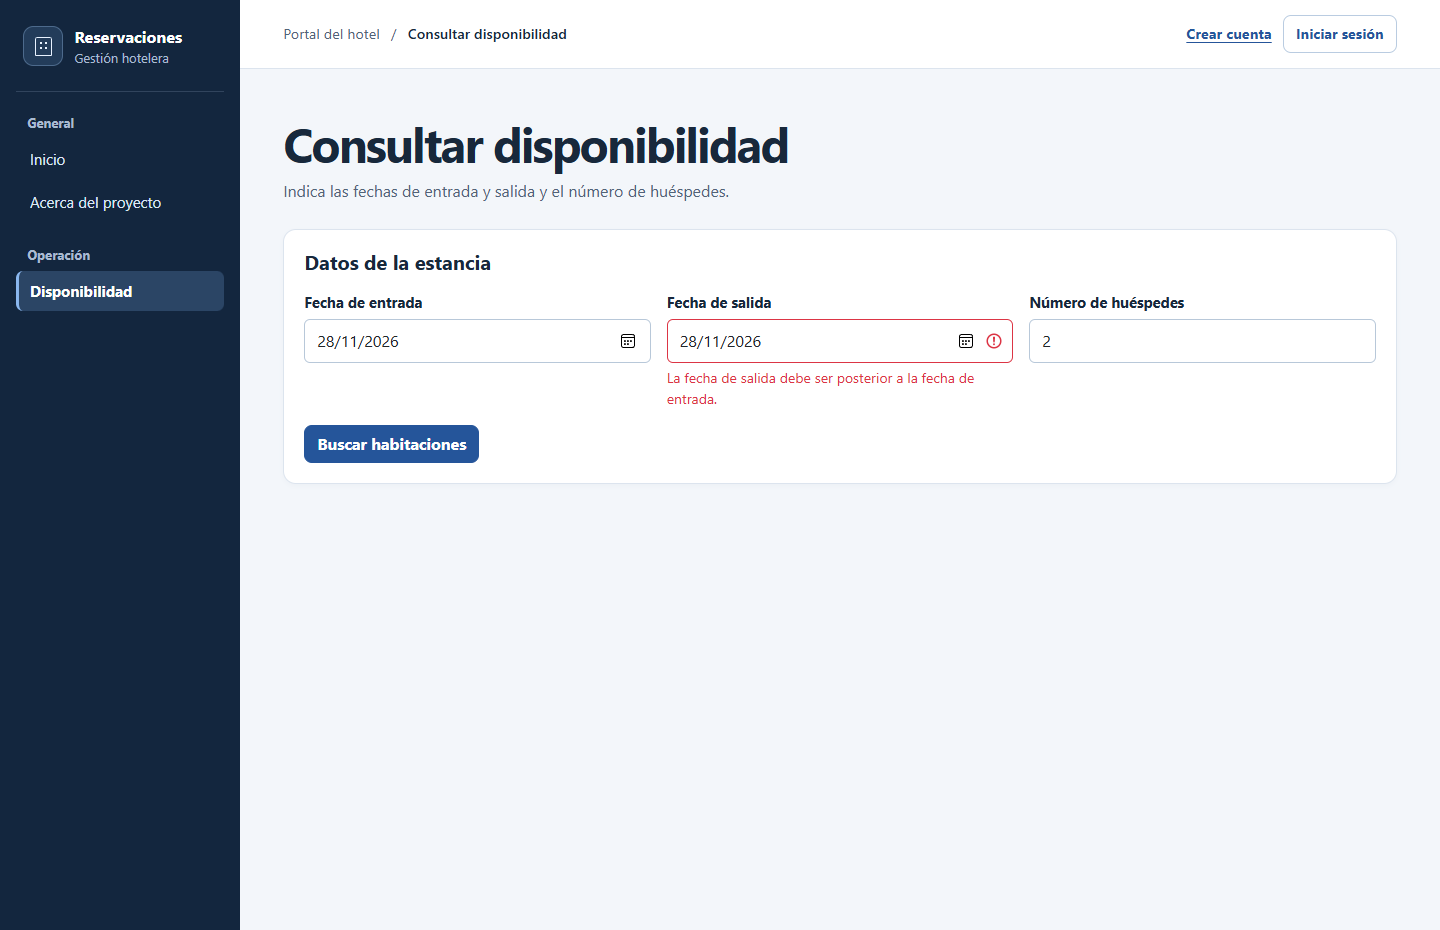 Reservaciones
Gestión hotelera
General
Inicio
Acerca del proyecto
Operación
Disponibilidad
Portal del hotel / Consultar disponibilidad
Crear cuenta
Iniciar sesión
Consultar disponibilidad
Indica las fechas de entrada y salida y el número de huéspedes.
Datos de la estancia
Fecha de entrada
28/11/2026
Fecha de salida
28/11/2026
La fecha de salida debe ser posterior a la fecha de
entrada.
Número de huéspedes
2
Buscar habitaciones